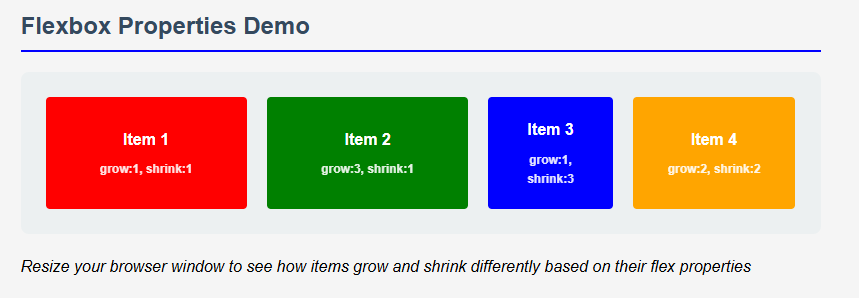 Flexbox Properties Demo
Item 1
grow:1, shrink:1
Item 2
grow:3, shrink:1
Item 3
grow:1,
shrink:3
Item 4
grow:2, shrink:2
Resize your browser window to see how items grow and shrink differently based on their flex properties